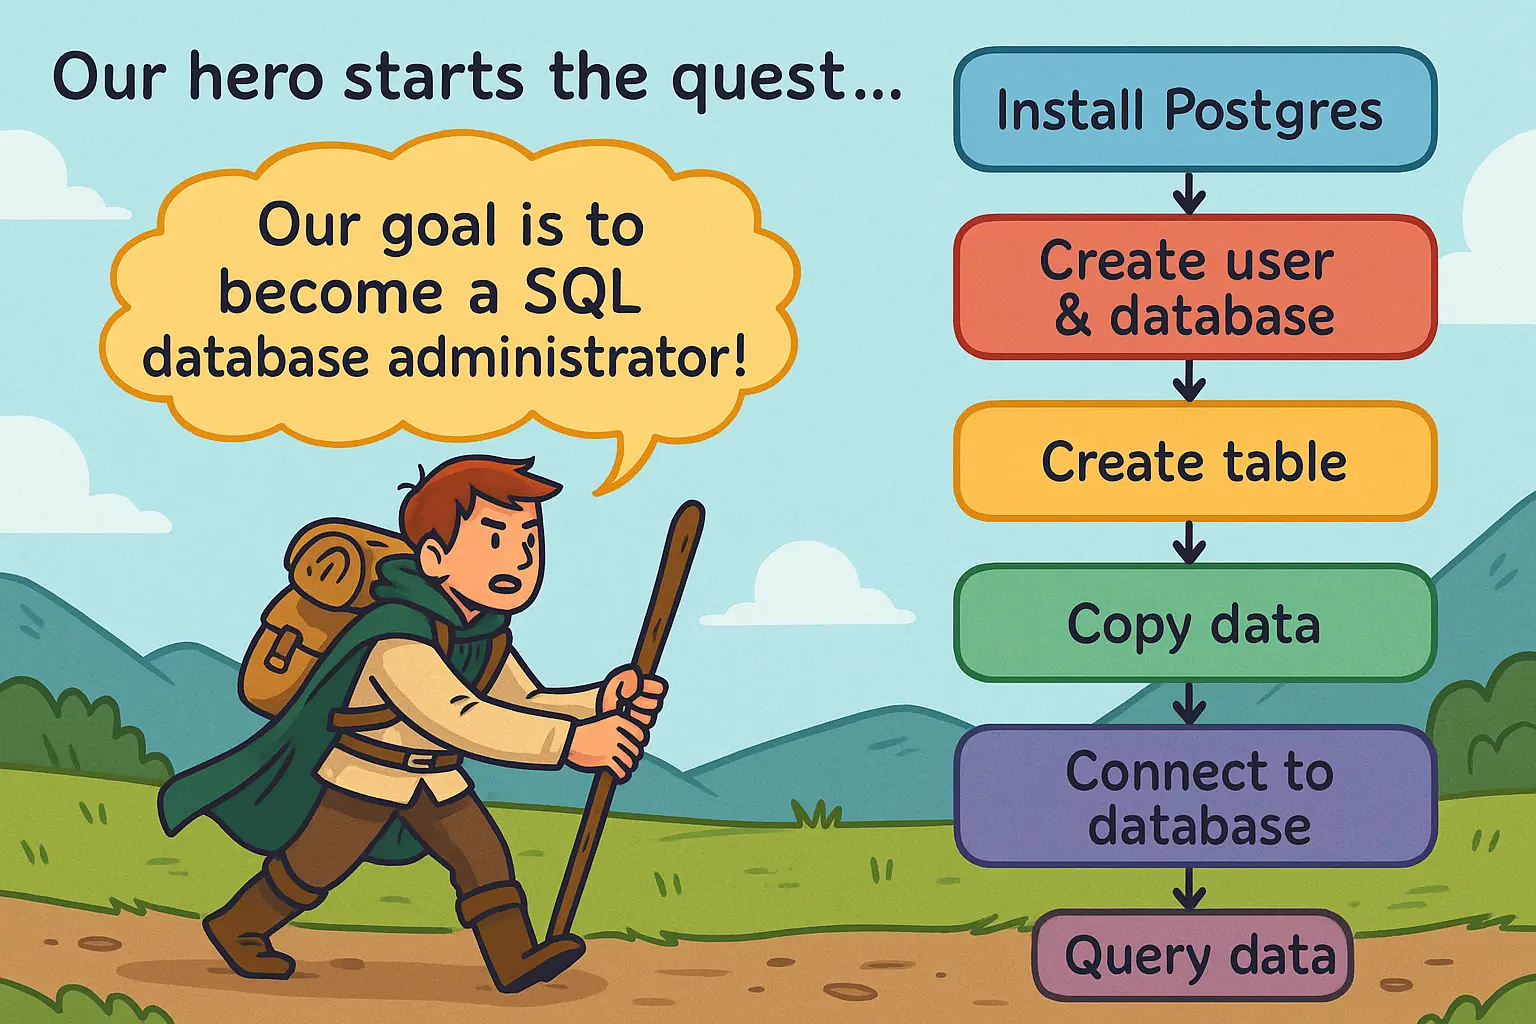 Our hero starts the quest...
Our goal is to
become a SQL
database administrator!
Install Postgres
Create user
& database
Create table
Copy data
Connect to
database
Query data